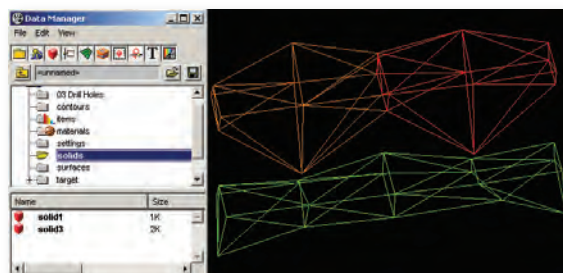 Data Manager
File Edit View
T
<unnamed>
03 Drill Holes
contours
items
materials
settings
solids
surfaces
target
Name Size
solid1 1K
solid3 2K